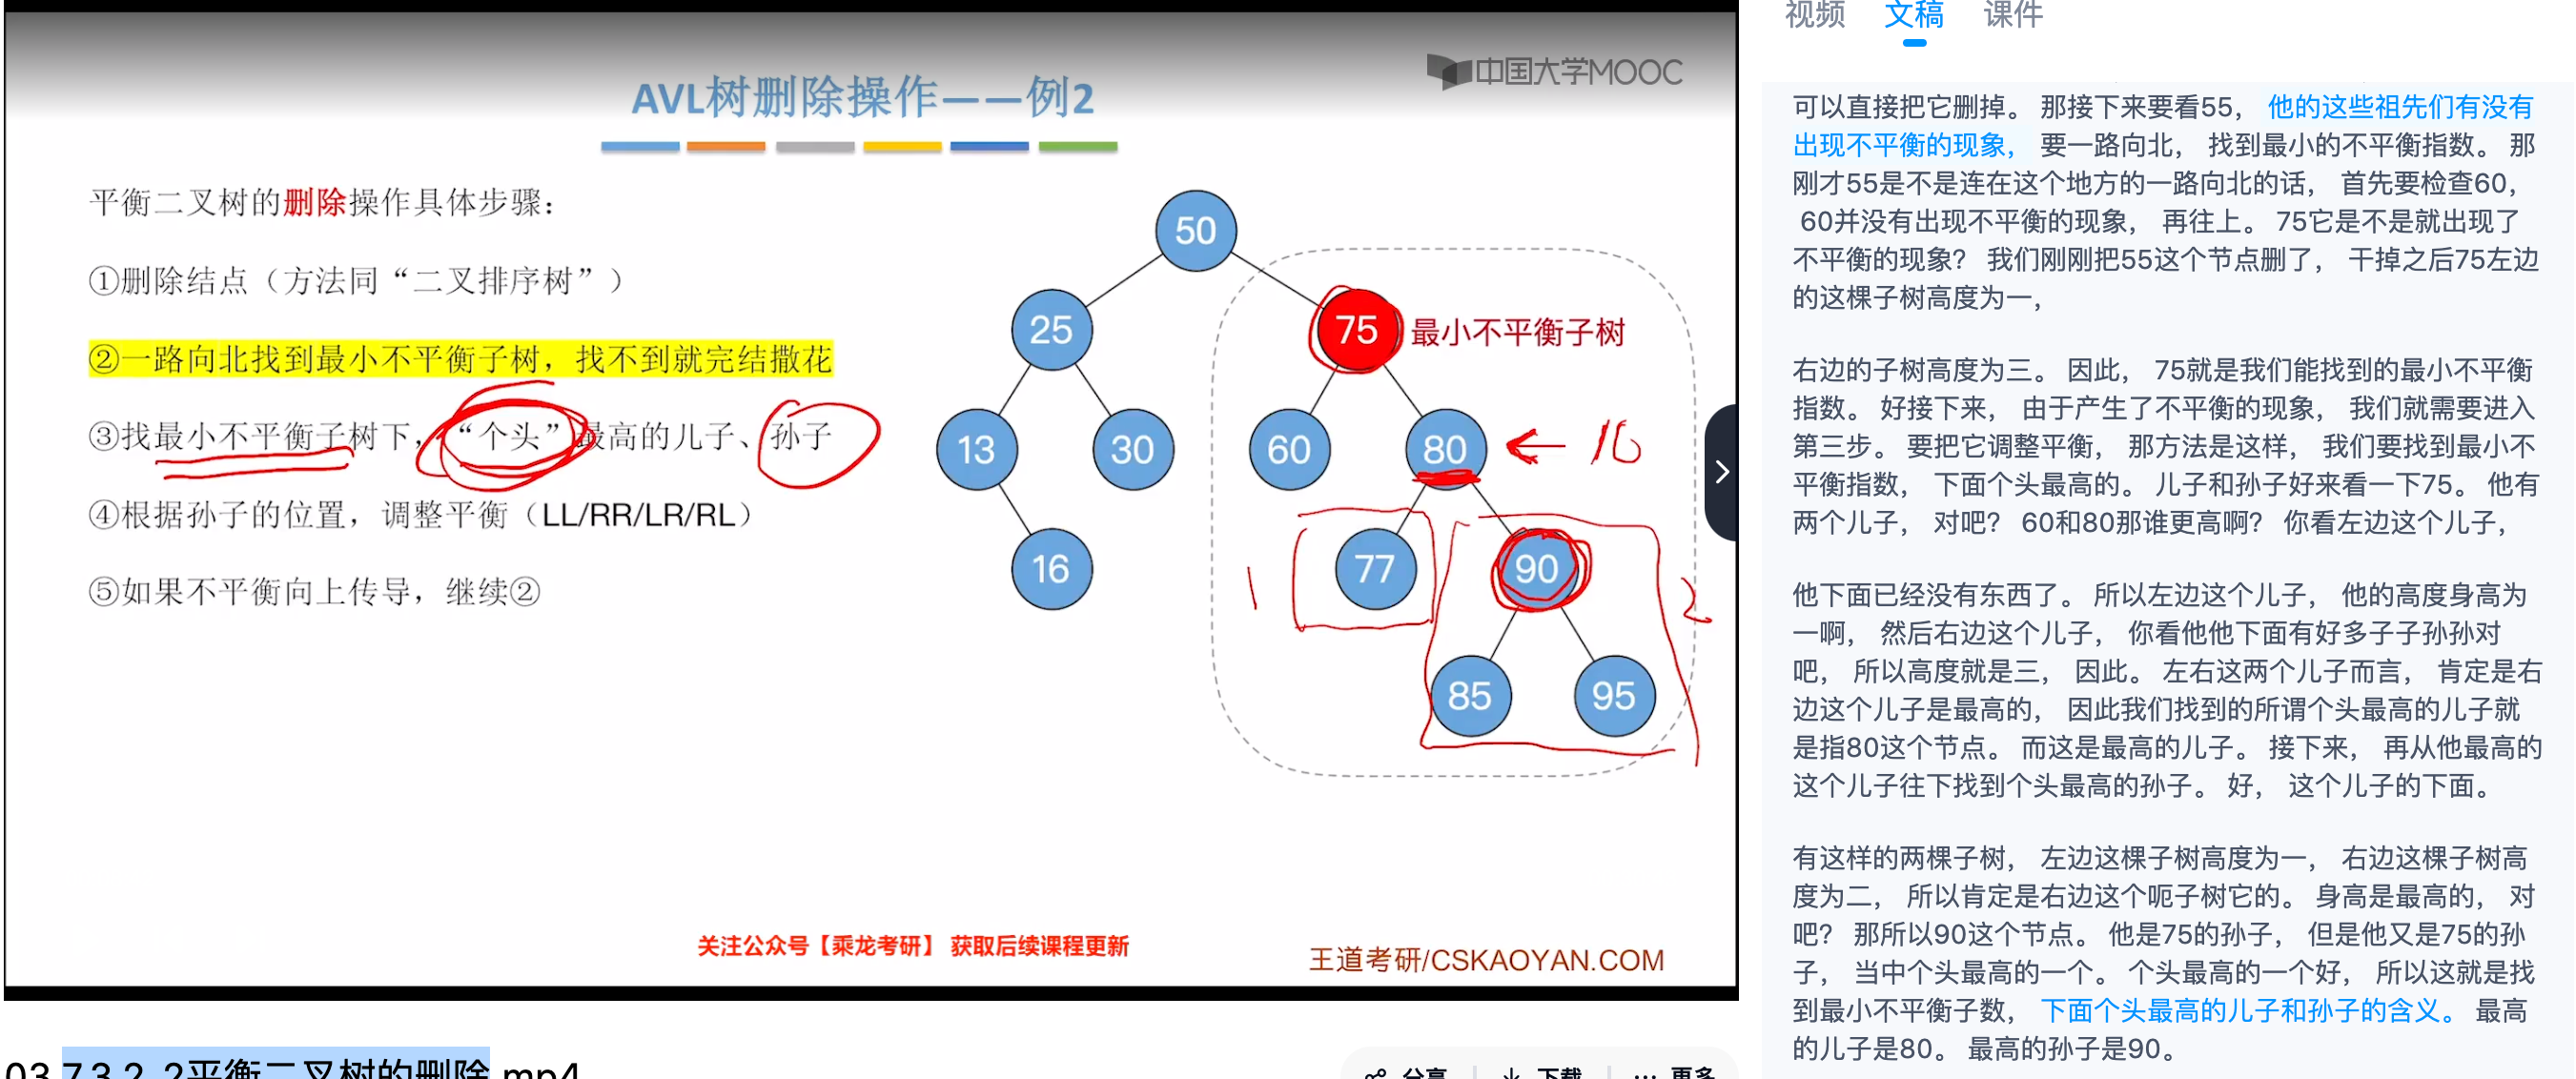 中国大学MOOC
AVL树删除操作——例2
平衡二叉树的删除操作具体步骤：
①删除结点（方法同“二叉排序树”）
②一路向北找到最小不平衡子树，找不到就完结撒花
③找最小不平衡子树下，“个头”最高的儿子、孙子
④根据孙子的位置，调整平衡（LL/RR/LR/RL）
⑤如果不平衡向上传导，继续②
50
25
75
最小不平衡子树
13
30
60
80
16
77
90
1
2
85
95
关注公众号【乘龙考研】 获取后续课程更新
王道考研/CSKAOYAN.COM
03.7.3.2_2平衡二叉树的删除.mp4
分享
下载
更多
视频 文稿 课件
可以直接把它删掉。 那接下来要看55， 他的这些祖先们有没有
出现不平衡的现象， 要一路向北， 找到最小的不平衡指数。 那
刚才55是不是连在这个地方的一路向北的话， 首先要检查60，
60并没有出现不平衡的现象， 再往上。 75它是不是就出现了
不平衡的现象？ 我们刚刚把55这个节点删了， 干掉之后75左边
的这棵子树高度为一，
右边的子树高度为三。 因此， 75就是我们能找到的最小不平衡
指数。 好接下来， 由于产生了不平衡的现象， 我们就需要进入
第三步。 要把它调整平衡， 那方法是这样， 我们要找到最小不
平衡指数， 下面个头最高的。 儿子和孙子好来看一下75。 他有
两个儿子， 对吧？ 60和80那谁更高啊？ 你看左边这个儿子，
他下面已经没有东西了。 所以左边这个儿子， 他的高度身高为
一啊， 然后右边这个儿子， 你看他他下面有好多子子孙孙对
吧， 所以高度就是三， 因此。 左右这两个儿子而言， 肯定是右
边这个儿子是最高的， 因此我们找到的所谓个头最高的儿子就
是指80这个节点。 而这是最高的儿子。 接下来， 再从他最高的
这个儿子往下找到个头最高的孙子。 好， 这个儿子的下面。
有这样的两棵子树， 左边这棵子树高度为一， 右边这棵子树高
度为二， 所以肯定是右边这个呃子树它的。 身高是最高的， 对
吧？ 那所以90这个节点。 他是75的孙子， 但是他又是75的孙
子， 当中个头最高的一个。 个头最高的一个好， 所以这就是找
到最小不平衡子数， 下面个头最高的儿子和孙子的含义。 最高
的儿子是80。 最高的孙子是90。